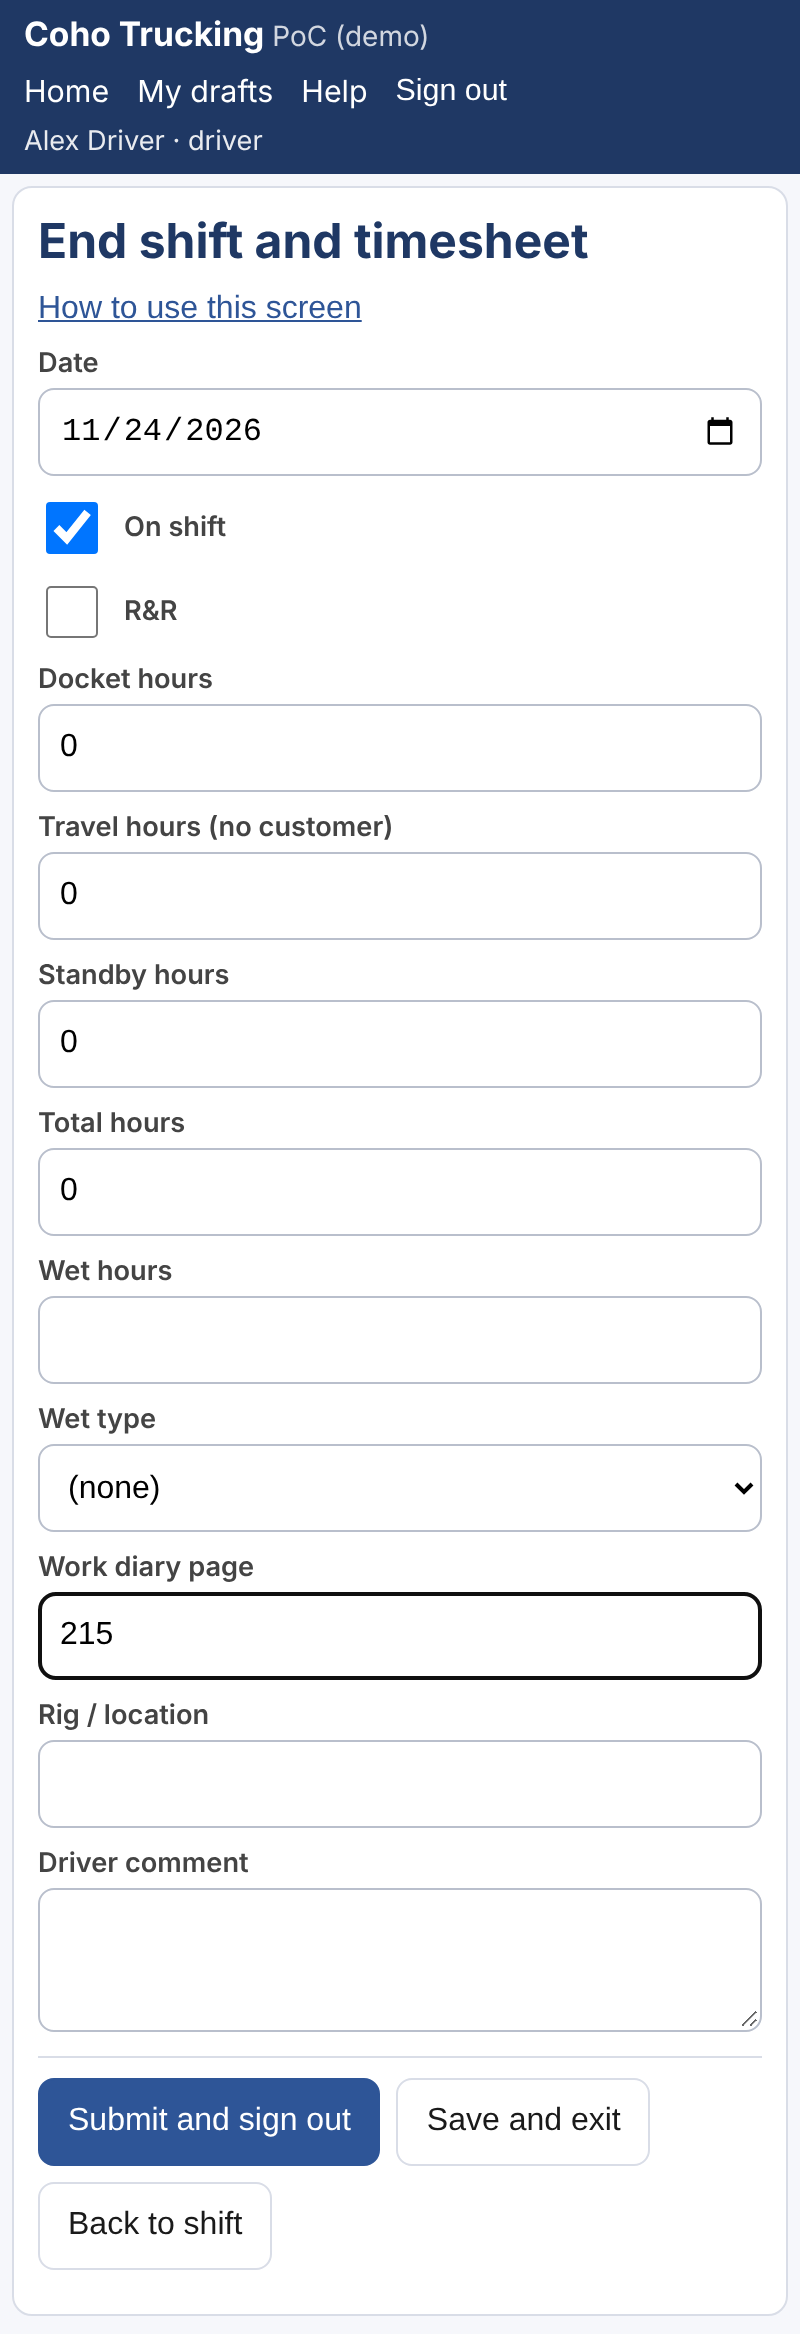 Coho Trucking PoC (demo)
Home My drafts Help Sign out
Alex Driver · driver
End shift and timesheet
How to use this screen
Date
11/24/2026
On shift
R&R
Docket hours
0
Travel hours (no customer)
0
Standby hours
0
Total hours
0
Wet hours
Wet type
(none)
Work diary page
215
Rig / location
Driver comment
Submit and sign out Save and exit
Back to shift